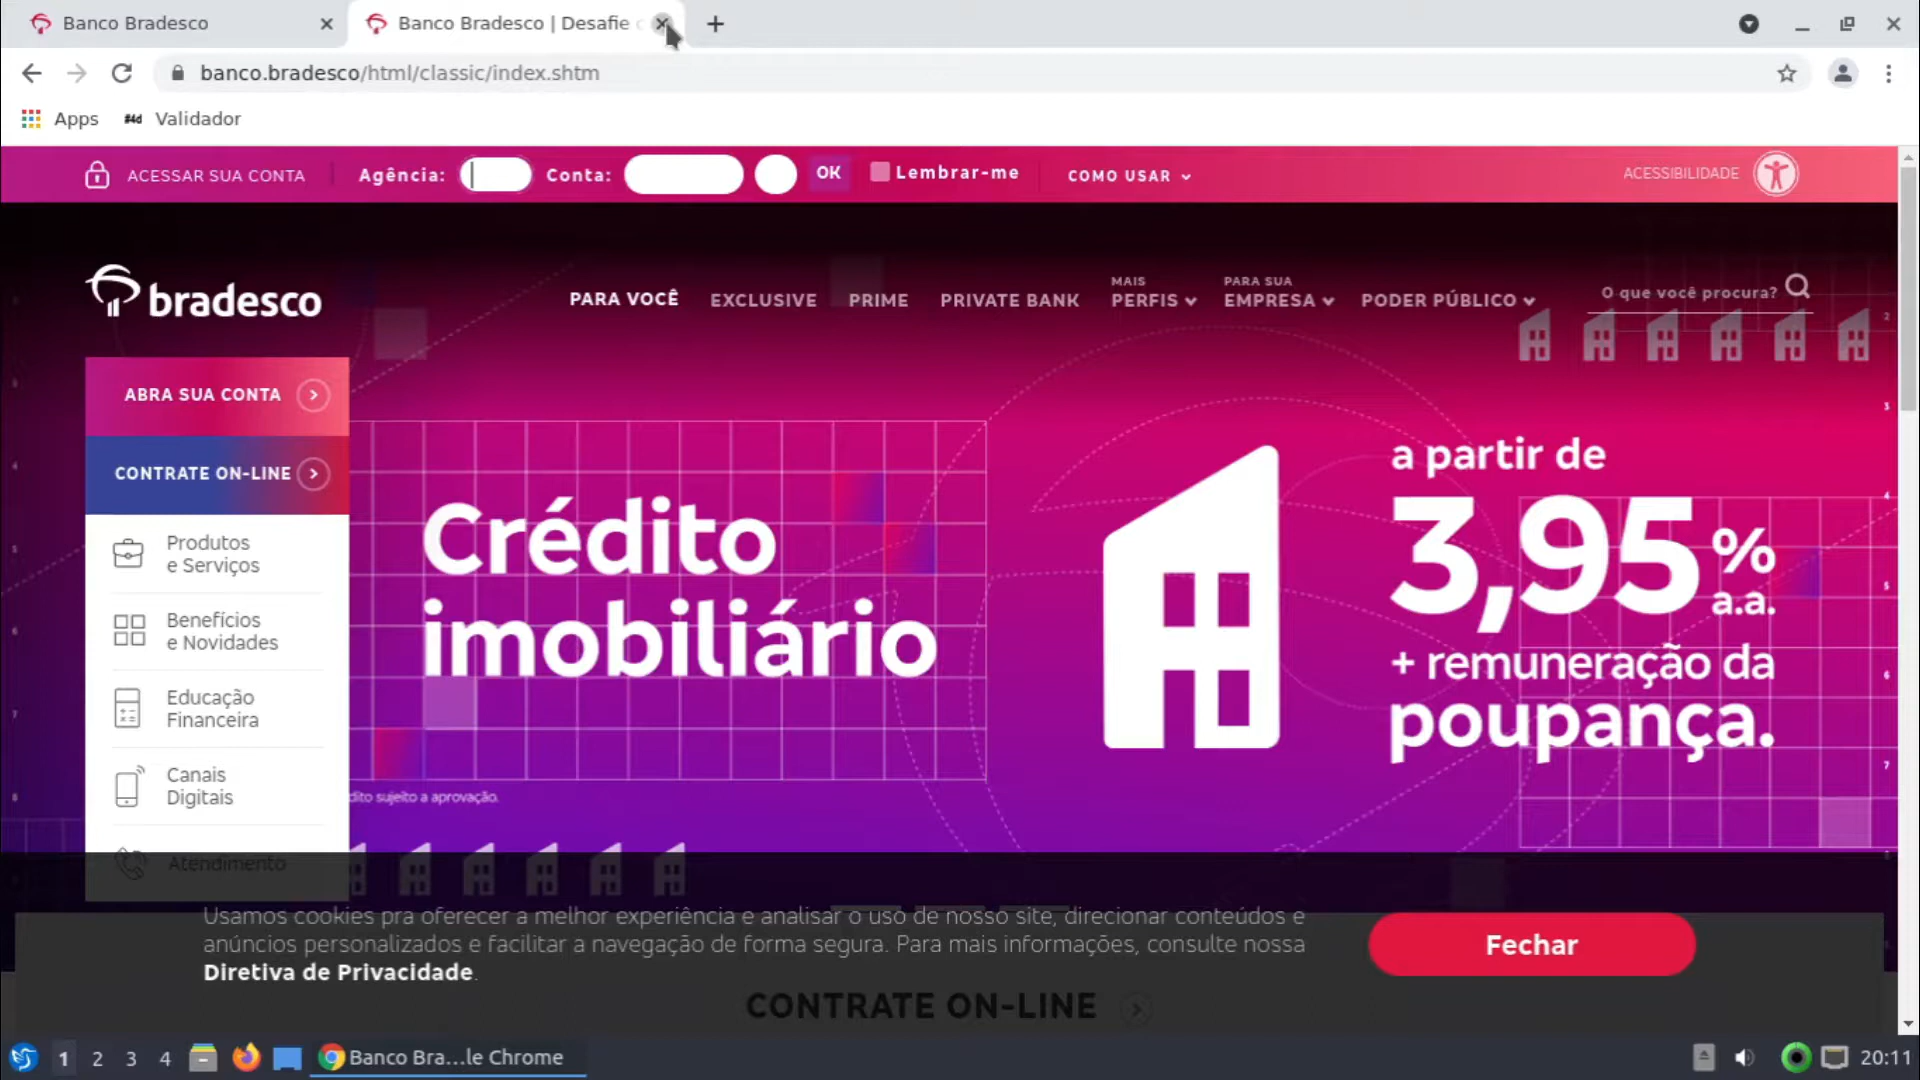 Banco Bradesco
Banco Bradesco | Desafie
banco.bradesco/html/classic/index.shtm
Apps
#4d Validador
ACESSAR SUA CONTA
Agência:
Conta:
OK
Lembrar-me
COMO USAR
ACESSIBILIDADE
bradesco
PARA VOCÊ
EXCLUSIVE
PRIME
PRIVATE BANK
MAIS
PERFIS
PARA SUA
EMPRESA
PODER PÚBLICO
O que você procura?
ABRA SUA CONTA
CONTRATE ON-LINE
Produtos
e Serviços
Benefícios
e Novidades
Educação
Financeira
Canais
Digitais
Atendimento
Crédito
imobiliário
dito sujeito a aprovação.
a partir de
3,95%
a.a.
+ remuneração da
poupança.
Usamos cookies pra oferecer a melhor experiência e analisar o uso de nosso site, direcionar conteúdos e
anúncios personalizados e facilitar a navegação de forma segura. Para mais informações, consulte nossa
Diretiva de Privacidade.
Fechar
CONTRATE ON-LINE
1 2 3 4
Banco Bra...le Chrome
20:11